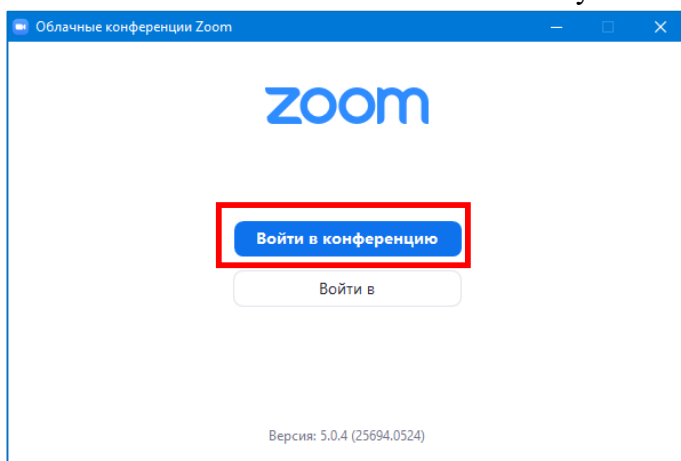 Облачные конференции Zoom
zoom
Войти в конференцию
Войти в
Версия: 5.0.4 (25694.0524)